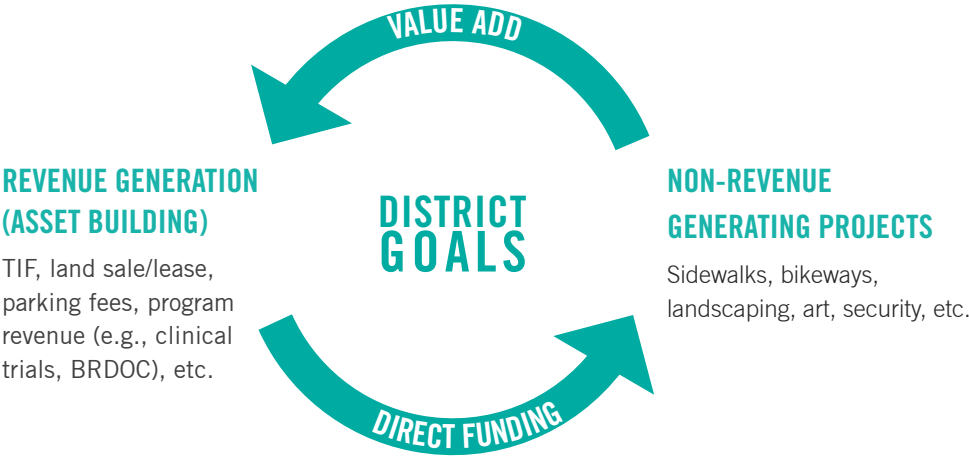 VALUE ADD
REVENUE GENERATION
(ASSET BUILDING)
TIF, land sale/lease,
parking fees, program
revenue (e.g., clinical
trials, BRDOC), etc.
DISTRICT
GOALS
NON-REVENUE
GENERATING PROJECTS
Sidewalks, bikeways,
landscaping, art, security, etc.
DIRECT FUNDING